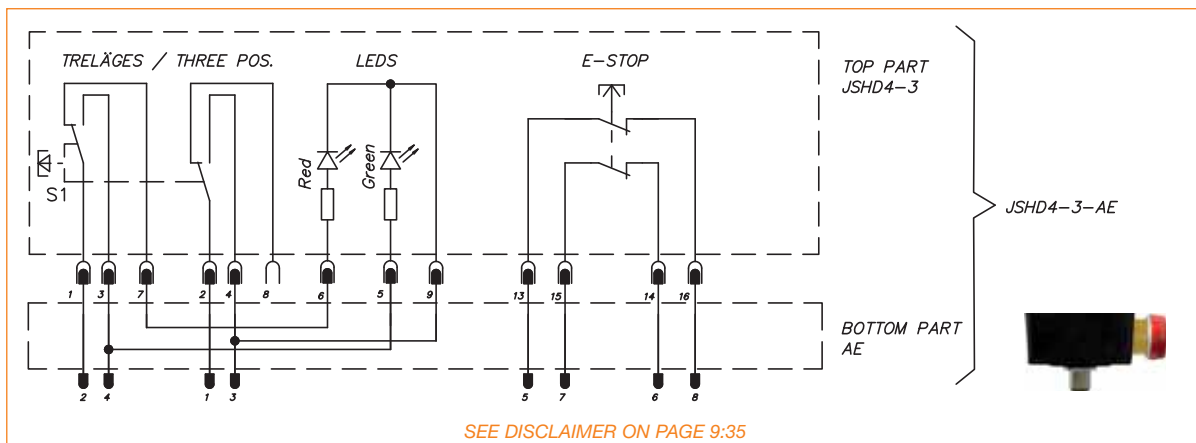 TRELÄGES / THREE POS.
LEDS
E-STOP
TOP PART
JSHD4-3
S1
Red
Green
JSHD4-3-AE
1 3 7 2 4 8 6 5 9 13 15 14 16
BOTTOM PART
AE
2 4 1 3 5 7 6 8
SEE DISCLAIMER ON PAGE 9:35